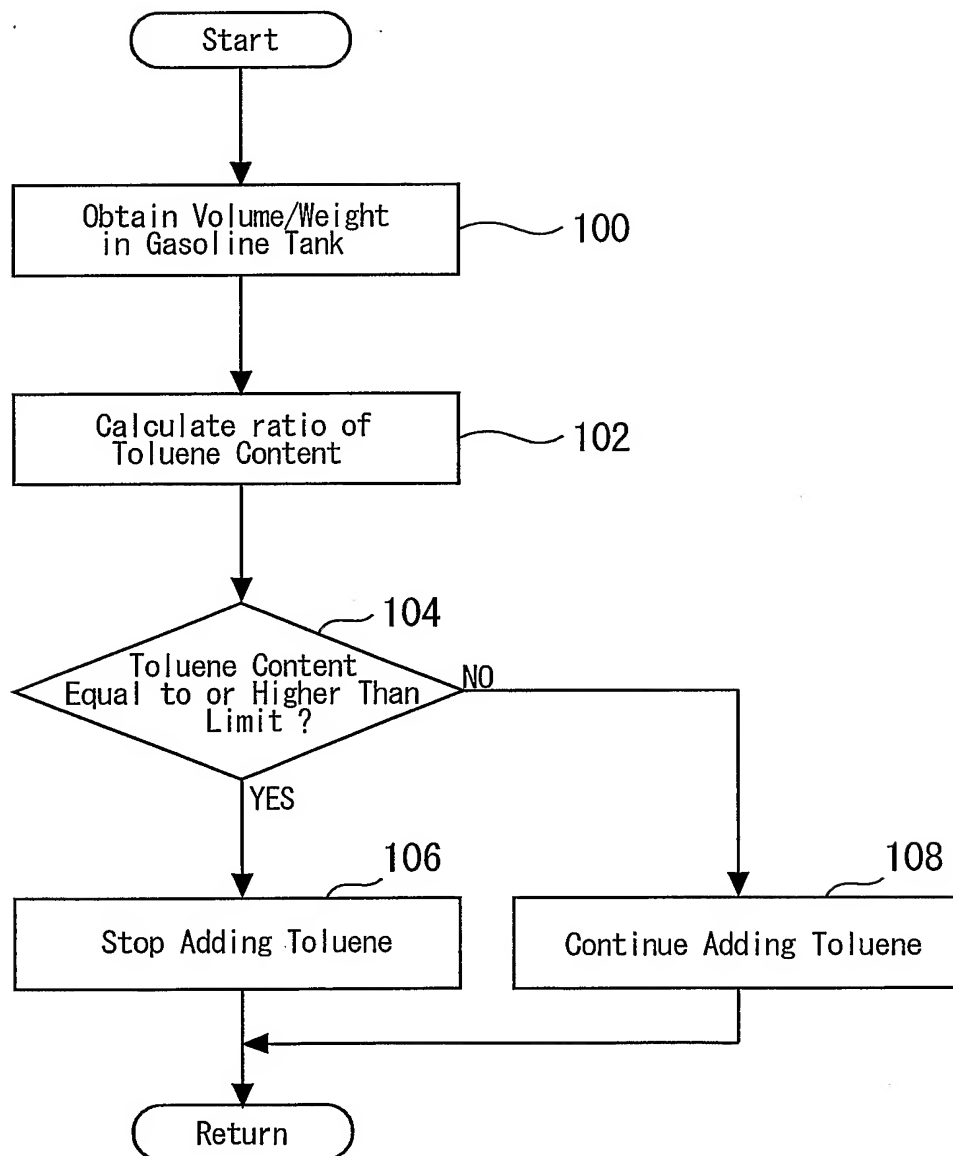 Start
Obtain Volume/Weight
in Gasoline Tank
100
Calculate ratio of
Toluene Content
102
104
Toluene Content
Equal to or Higher Than
Limit ?
NO
YES
106
Stop Adding Toluene
108
Continue Adding Toluene
Return